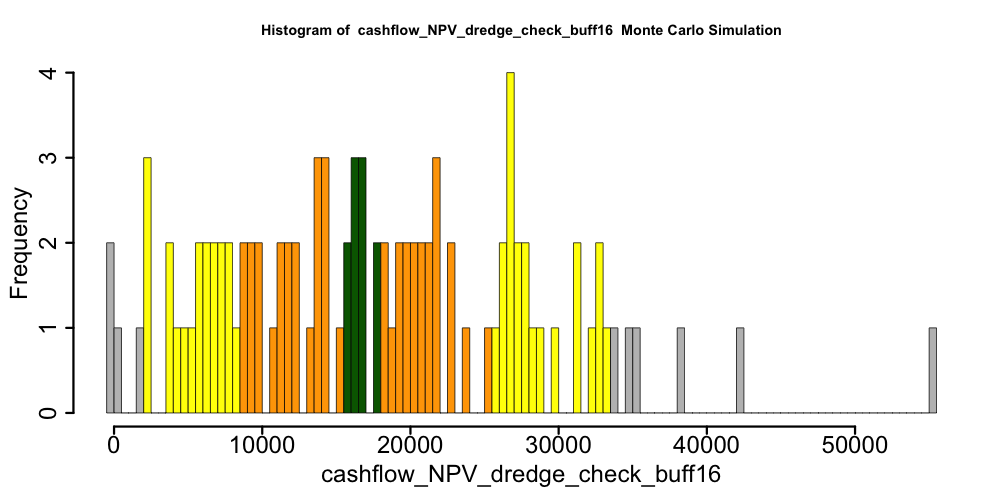 Histogram of  cashflow_NPV_dredge_check_buff16  Monte Carlo Simulation
4
3
2
1
0
Frequency
0 10000 20000 30000 40000 50000
cashflow_NPV_dredge_check_buff16